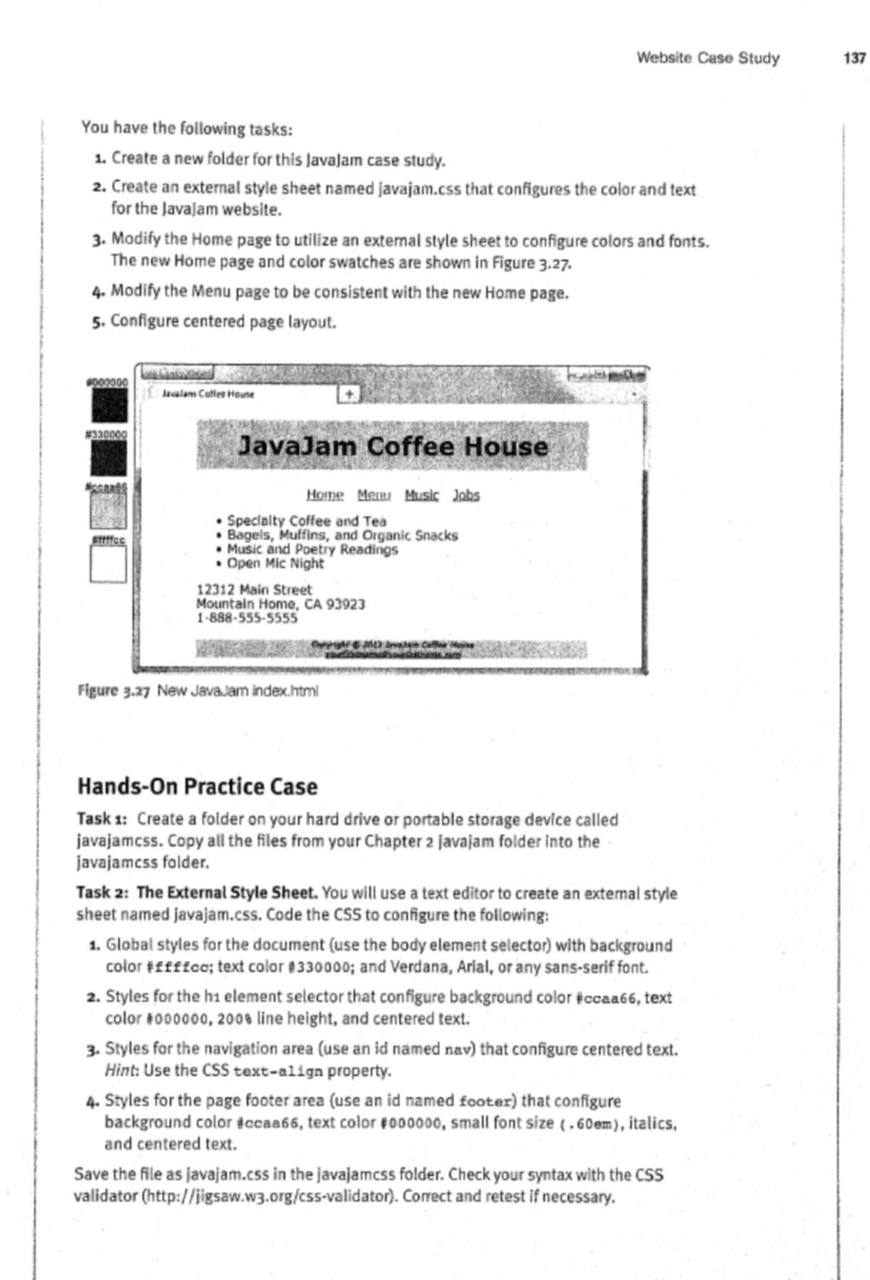 Website Case Study 137
You have the following tasks:
1. Create a new folder for this JavaJam case study.
2. Create an external style sheet named javajam.css that configures the color and text
for the JavaJam website.
3. Modify the Home page to utilize an external style sheet to configure colors and fonts.
The new Home page and color swatches are shown in Figure 3.27.
4. Modify the Menu page to be consistent with the new Home page.
5. Configure centered page layout.
#000000
JavaJam Coffee House
+
#330000
JavaJam Coffee House
#ccaa66
Home Menu Music Jobs
• Specialty Coffee and Tea
• Bagels, Muffins, and Organic Snacks
• Music and Poetry Readings
• Open Mic Night
#ffffcc
12312 Main Street
Mountain Home, CA 93923
1-888-555-5555
Copyright © 2013 JavaJam Coffee House
Figure 3.27 New JavaJam index.html
Hands-On Practice Case
Task 1: Create a folder on your hard drive or portable storage device called
javajamcss. Copy all the files from your Chapter 2 javajam folder into the
javajamcss folder.
Task 2: The External Style Sheet. You will use a text editor to create an external style
sheet named javajam.css. Code the CSS to configure the following:
1. Global styles for the document (use the body element selector) with background
color #ffffcc; text color #330000; and Verdana, Arial, or any sans-serif font.
2. Styles for the h1 element selector that configure background color #ccaa66, text
color #000000, 200% line height, and centered text.
3. Styles for the navigation area (use an id named nav) that configure centered text.
Hint: Use the CSS text-align property.
4. Styles for the page footer area (use an id named footer) that configure
background color #ccaa66, text color #000000, small font size (.60em), italics,
and centered text.
Save the file as javajam.css in the javajamcss folder. Check your syntax with the CSS
validator (http://jigsaw.w3.org/css-validator). Correct and retest if necessary.